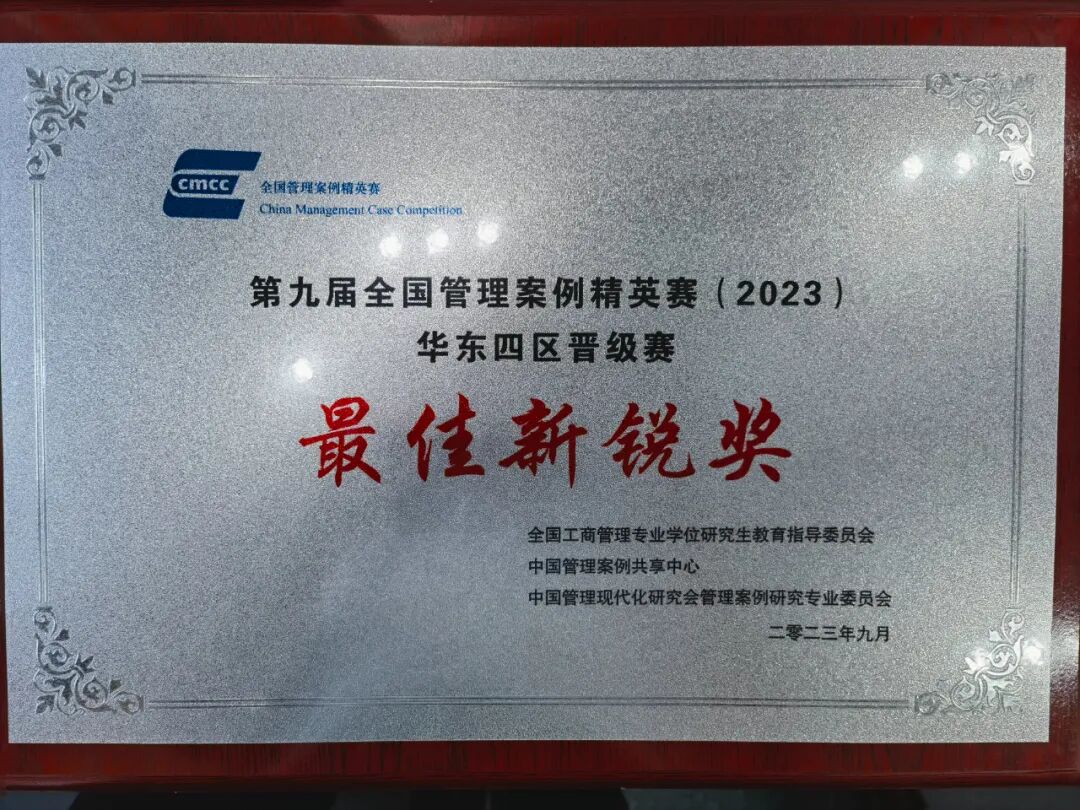 cmcc
全国管理案例精英赛
China Management Case Competition
第九届全国管理案例精英赛（2023）
华东四区晋级赛
最佳新锐奖
全国工商管理专业学位研究生教育指导委员会
中国管理案例共享中心
中国管理现代化研究会管理案例研究专业委员会
二零二三年九月